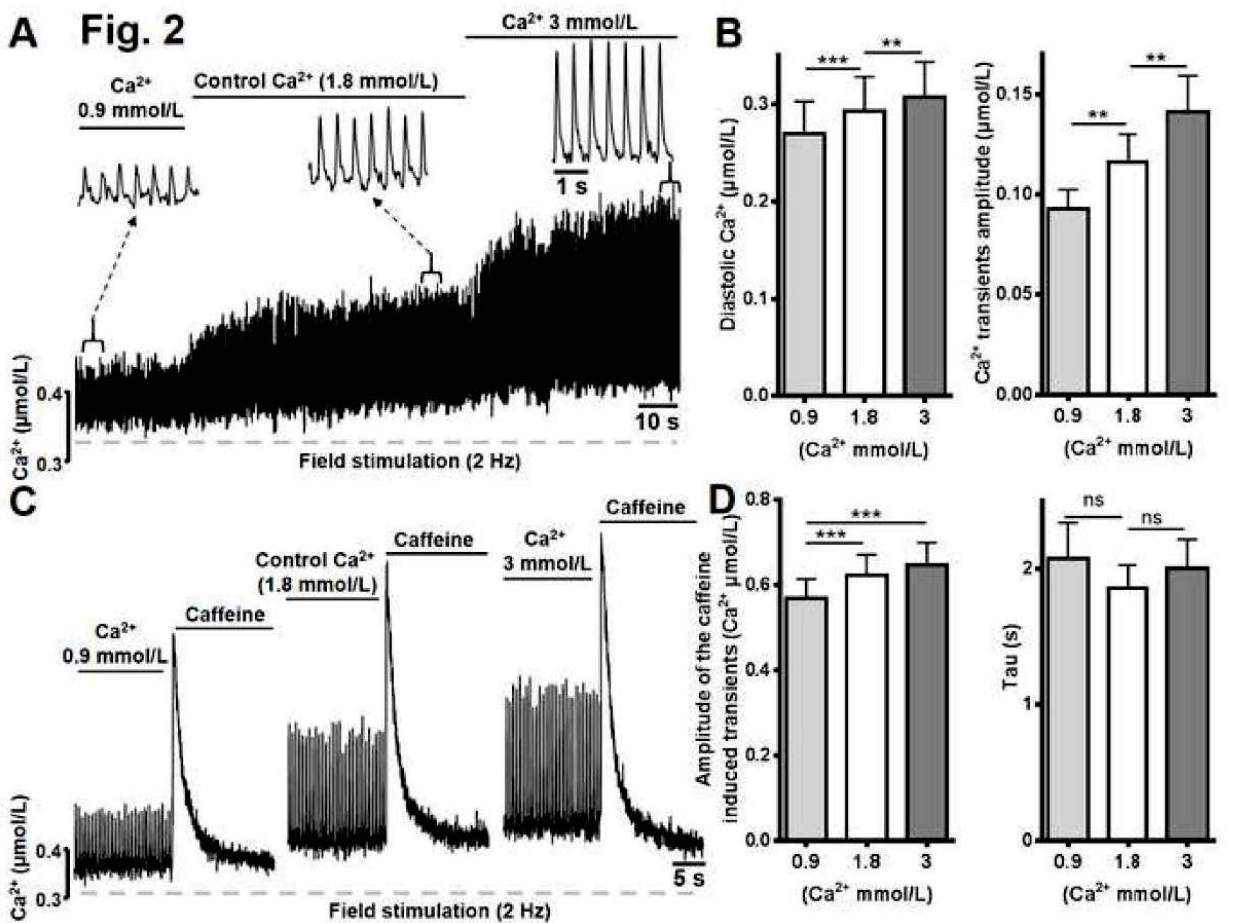 A Fig. 2
Ca²⁺
0.9 mmol/L
Control Ca²⁺ (1.8 mmol/L)
Ca²⁺ 3 mmol/L
1 s
10 s
Ca²⁺ (µmol/L)
0.4
0.3
Field stimulation (2 Hz)
B
Diastolic Ca²⁺ (µmol/L)
0.3
0.2
0.1
0.0
***
**
0.9 1.8 3
(Ca²⁺ mmol/L)
Ca²⁺ transients amplitude (µmol/L)
0.15
0.10
0.05
0.00
**
**
0.9 1.8 3
(Ca²⁺ mmol/L)
C
Ca²⁺
0.9 mmol/L
Caffeine
Control Ca²⁺
(1.8 mmol/L)
Caffeine
Ca²⁺
3 mmol/L
Caffeine
5 s
Ca²⁺ (µmol/L)
0.4
0.3
Field stimulation (2 Hz)
D
Amplitude of the caffeine
induced transients (Ca²⁺ µmol/L)
0.8
0.6
0.4
0.2
0.0
***
***
0.9 1.8 3
(Ca²⁺ mmol/L)
Tau (s)
2
1
0
ns
ns
0.9 1.8 3
(Ca²⁺ mmol/L)